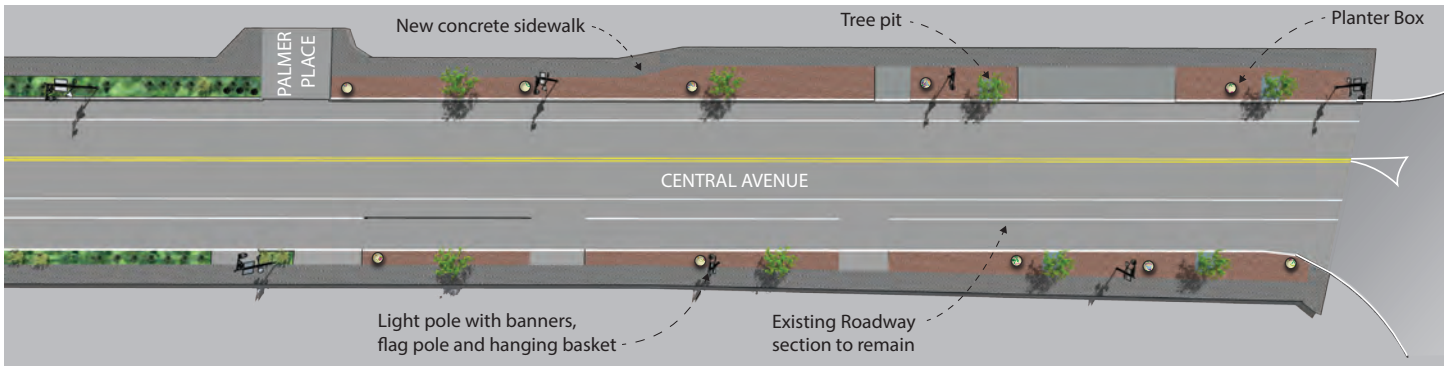 New concrete sidewalk
Tree pit
Planter Box
PALMER
PLACE
CENTRAL AVENUE
Light pole with banners,
flag pole and hanging basket
Existing Roadway
section to remain